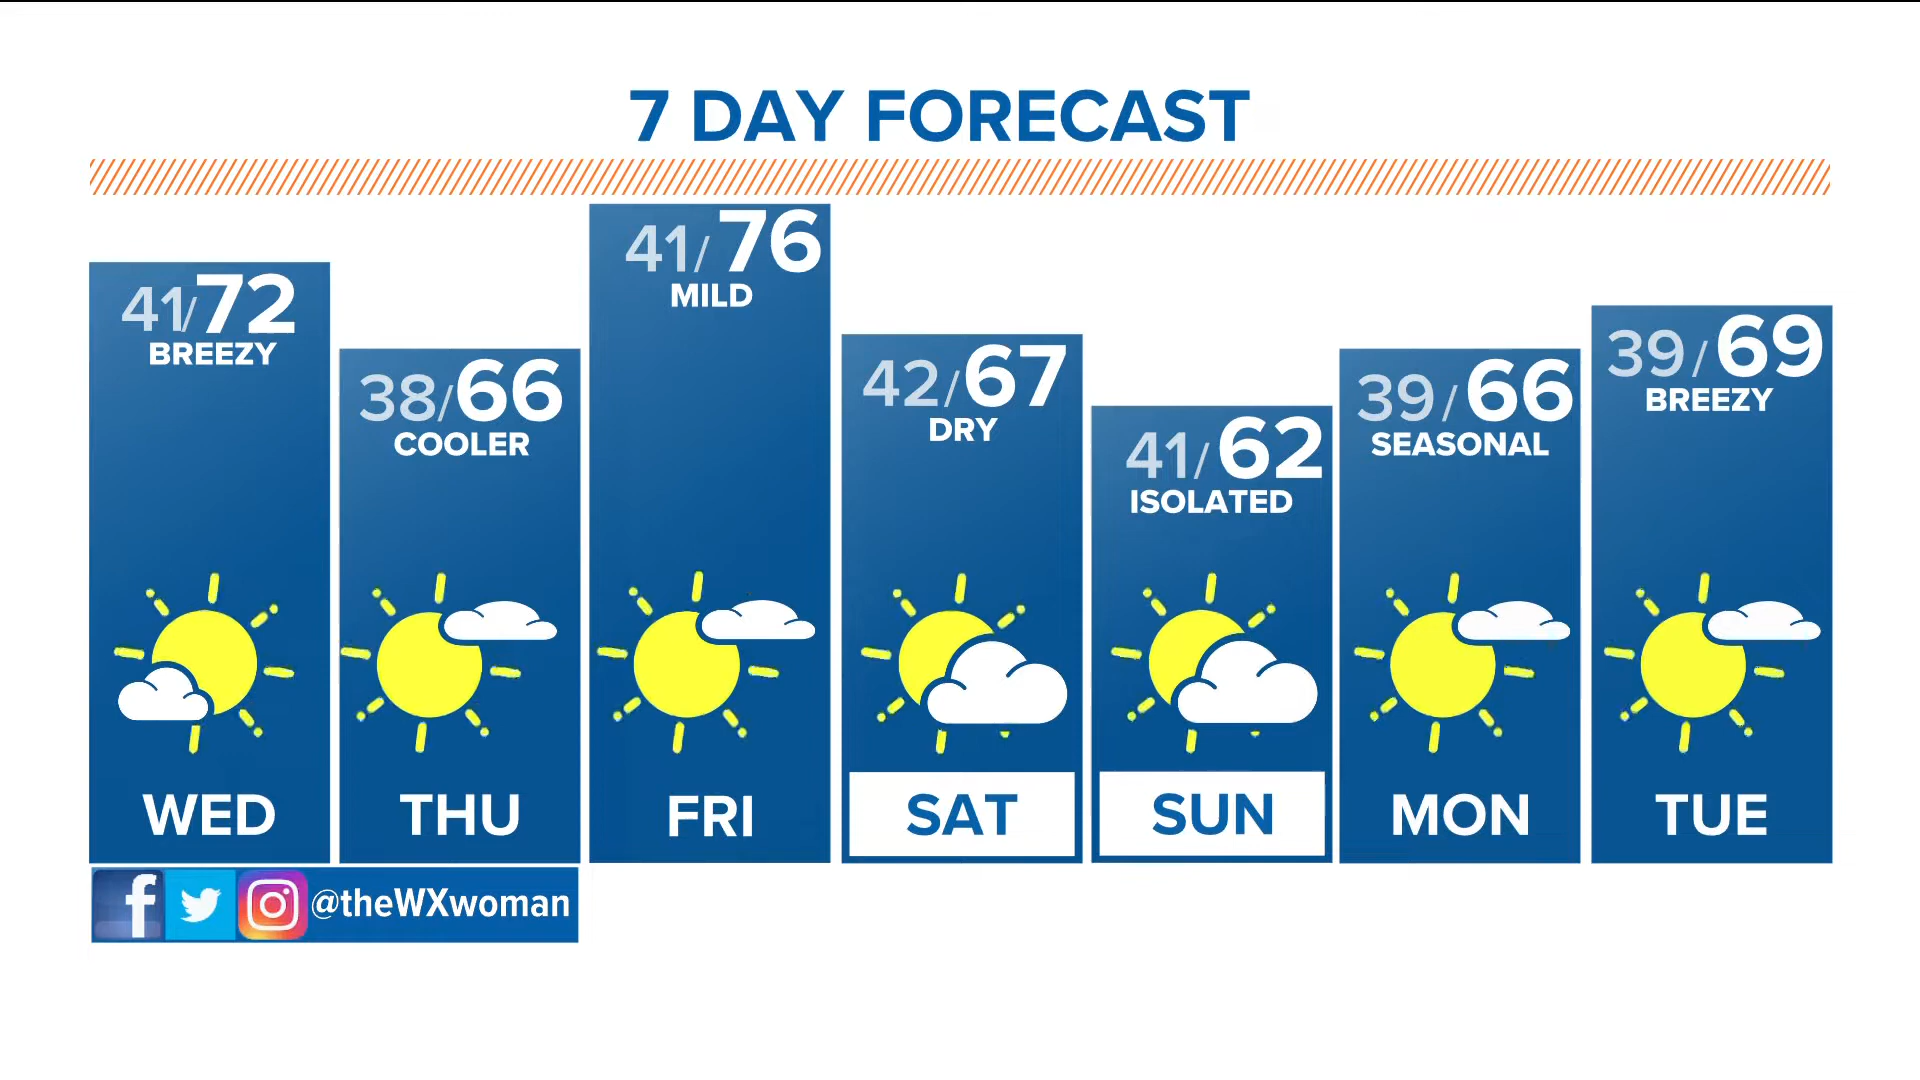 7 DAY FORECAST
41/72
BREEZY
WED
38/66
COOLER
THU
41/76
MILD
FRI
42/67
DRY
SAT
41/62
ISOLATED
SUN
39/66
SEASONAL
MON
39/69
BREEZY
TUE
@theWXwoman